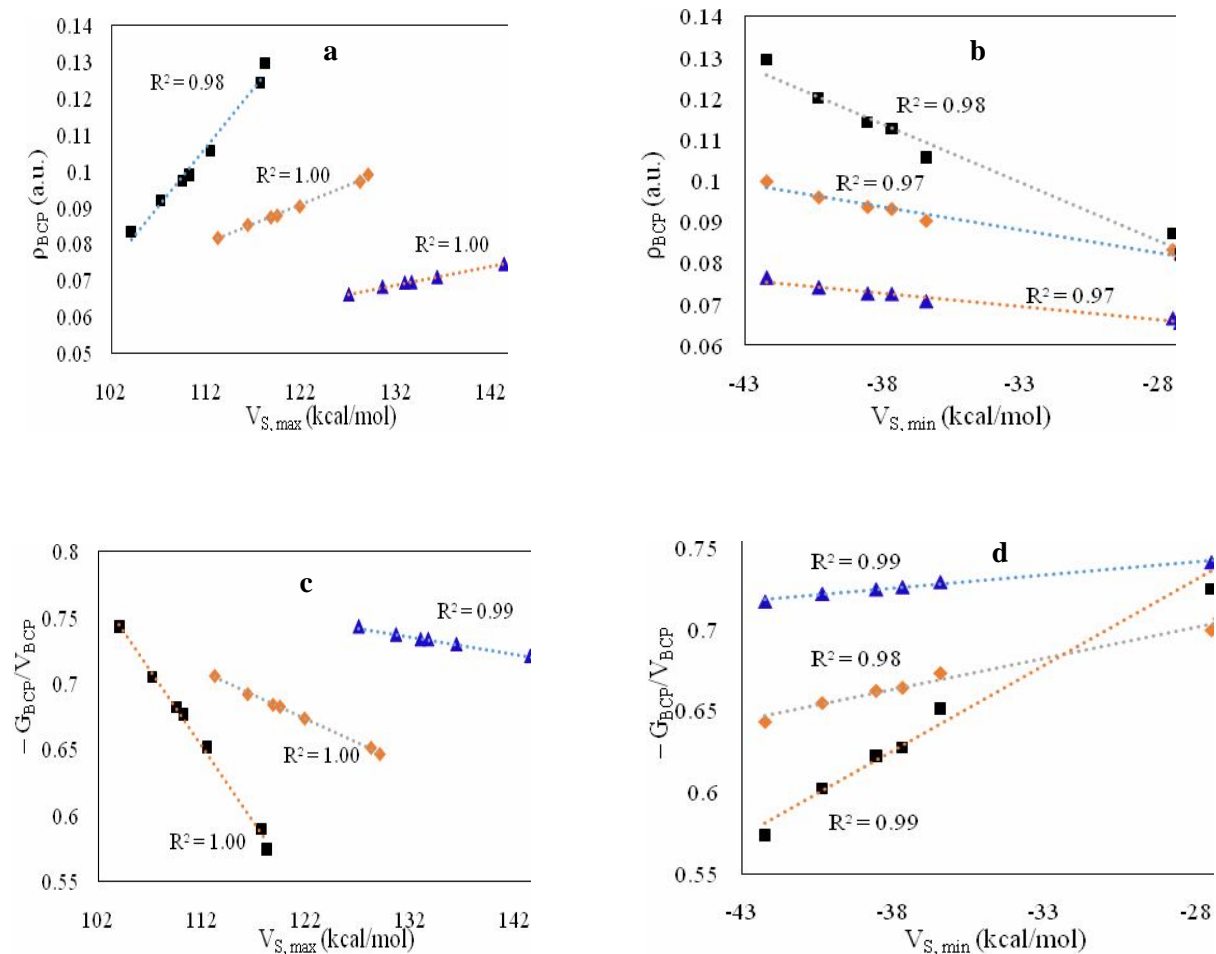 a
0.14
0.13
0.12
0.11
0.1
0.09
0.08
0.07
0.06
0.05
ρBCP (a.u.)
R² = 0.98
R² = 1.00
R² = 1.00
102 112 122 132 142
VS, max (kcal/mol)
b
0.14
0.13
0.12
0.11
0.1
0.09
0.08
0.07
0.06
ρBCP (a.u.)
R² = 0.98
R² = 0.97
R² = 0.97
-43 -38 -33 -28
VS, min (kcal/mol)
c
0.8
0.75
0.7
0.65
0.6
0.55
– GBCP/VBCP
R² = 0.99
R² = 1.00
R² = 1.00
102 112 122 132 142
VS, max (kcal/mol)
d
0.75
0.7
0.65
0.6
0.55
– GBCP/VBCP
R² = 0.99
R² = 0.98
R² = 0.99
-43 -38 -33 -28
VS, min (kcal/mol)